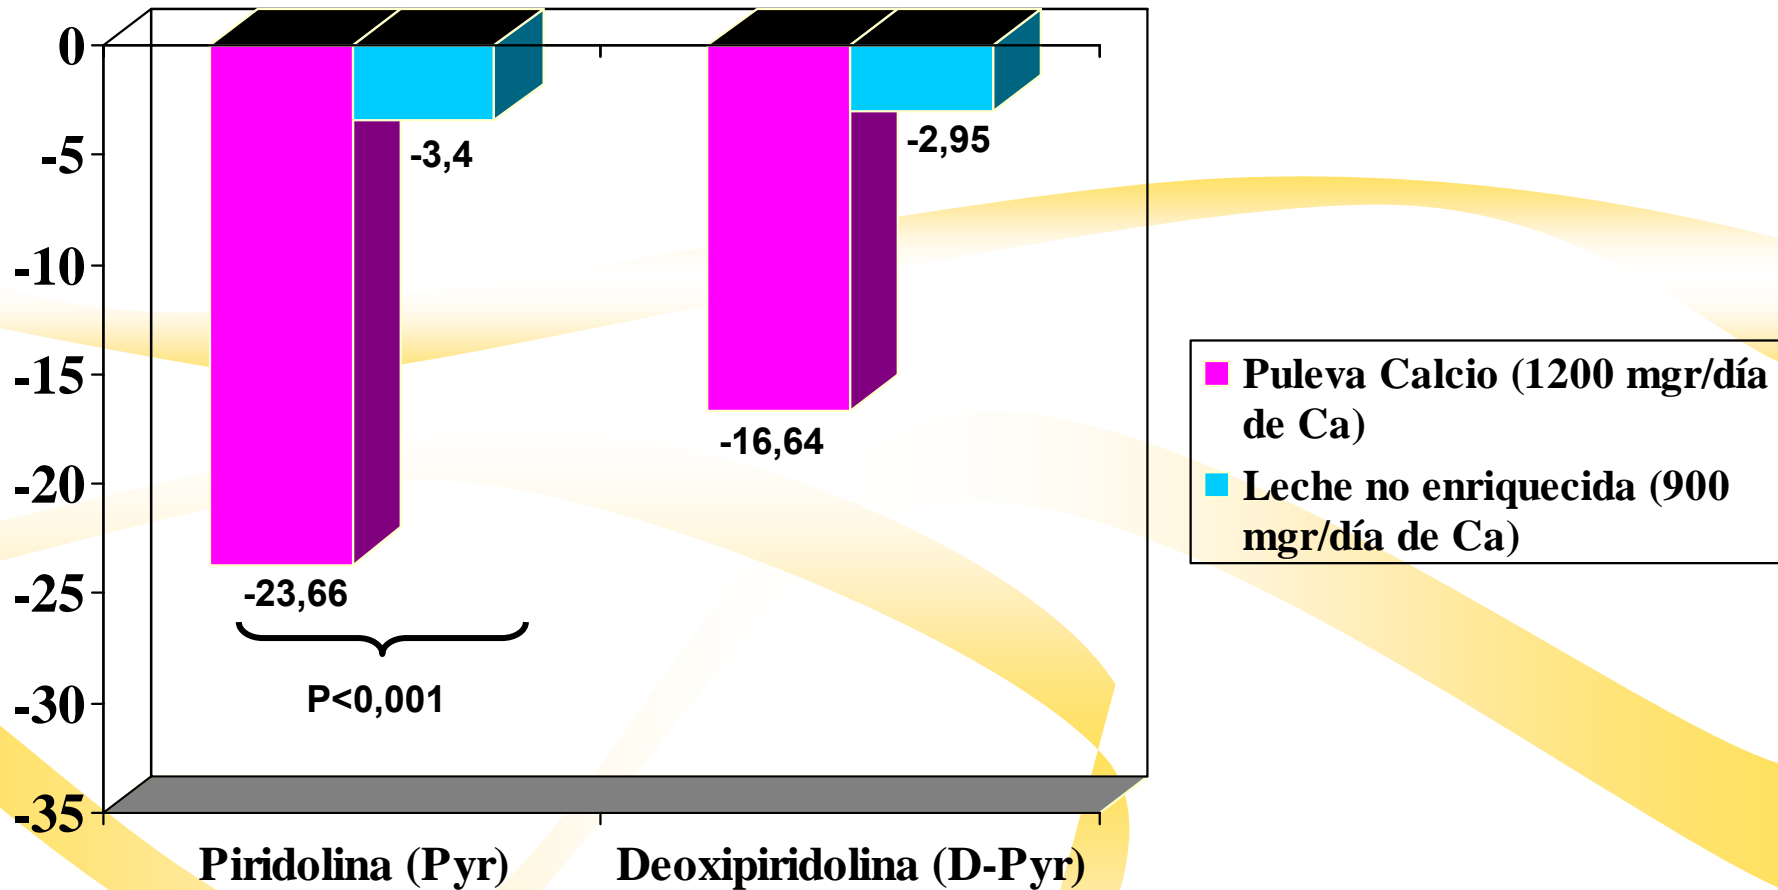 0
-5
-10
-15
-20
-25
-30
-35
-3,4
-2,95
-23,66
-16,64
P<0,001
Piridolina (Pyr)
Deoxipiridolina (D-Pyr)
Puleva Calcio (1200 mgr/día
de Ca)
Leche no enriquecida (900
mgr/día de Ca)